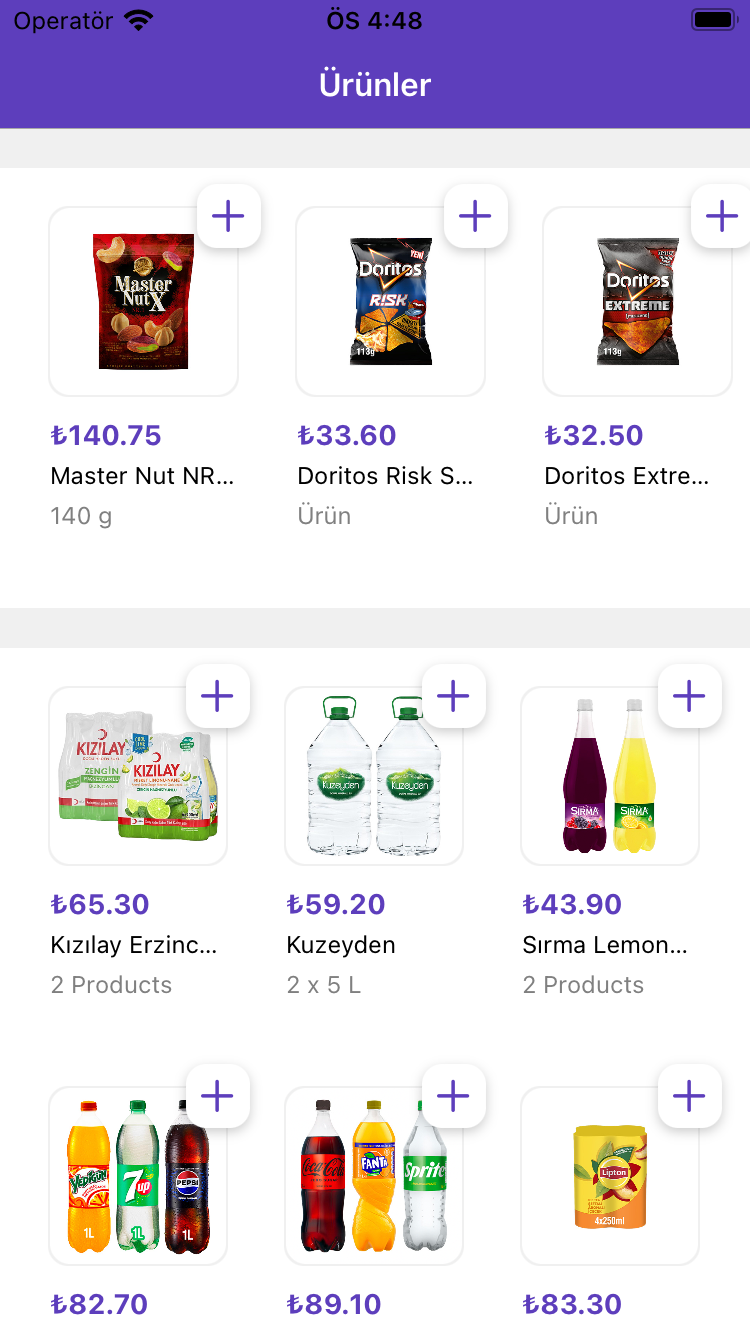 Operatör ÖS 4:48
Ürünler
Master
Nut X
YENİ
Doritos
RISK
113g
Doritos
EXTREME
113g
₺140.75 ₺33.60 ₺32.50
Master Nut NR... Doritos Risk S... Doritos Extre...
140 g Ürün Ürün
KIZILAY
ZENGİN
KIZILAY
Kuzeyden Kuzeyden
SIRMA SIRMA
₺65.30 ₺59.20 ₺43.90
Kızılay Erzinc... Kuzeyden Sırma Lemon...
2 Products 2 x 5 L 2 Products
YEDİGÜN 7up PEPSI
1L 1L 1L
Coca-Cola FANTA Sprite
Lipton
4x250ml
₺82.70 ₺89.10 ₺83.30